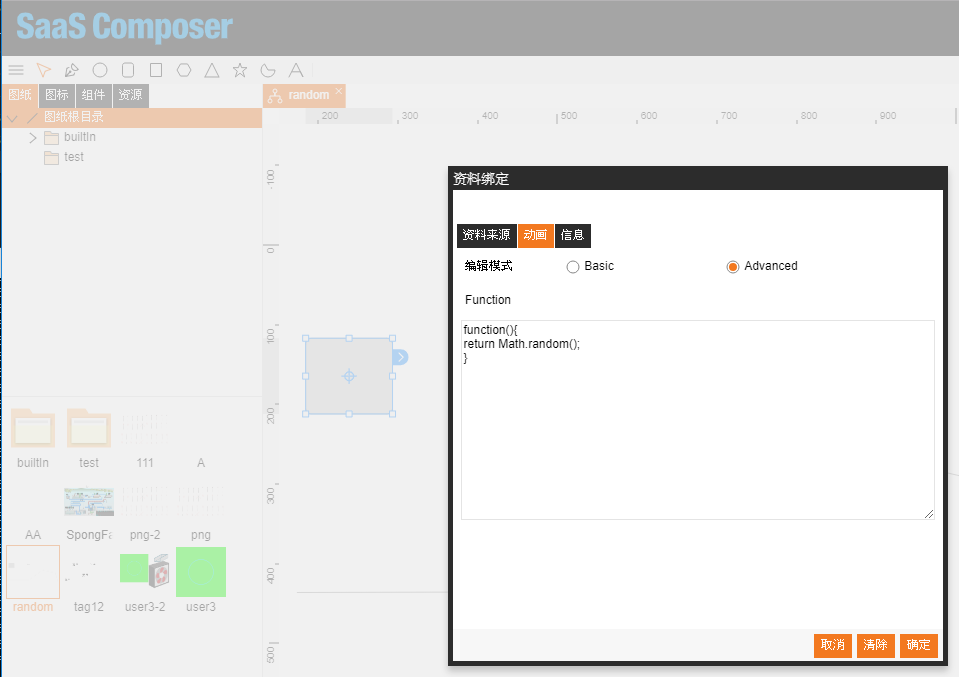 SaaS Composer
图纸
图标
组件
资源
random
图纸根目录
builtIn
test
200
300
400
500
600
700
800
900
-100
0
100
200
300
400
500
builtIn
test
111
A
AA
SpongFa
png-2
png
random
tag12
user3-2
user3
资料绑定
资料来源
动画
信息
编辑模式
Basic
Advanced
Function
function(){
return Math.random();
}
取消
清除
确定